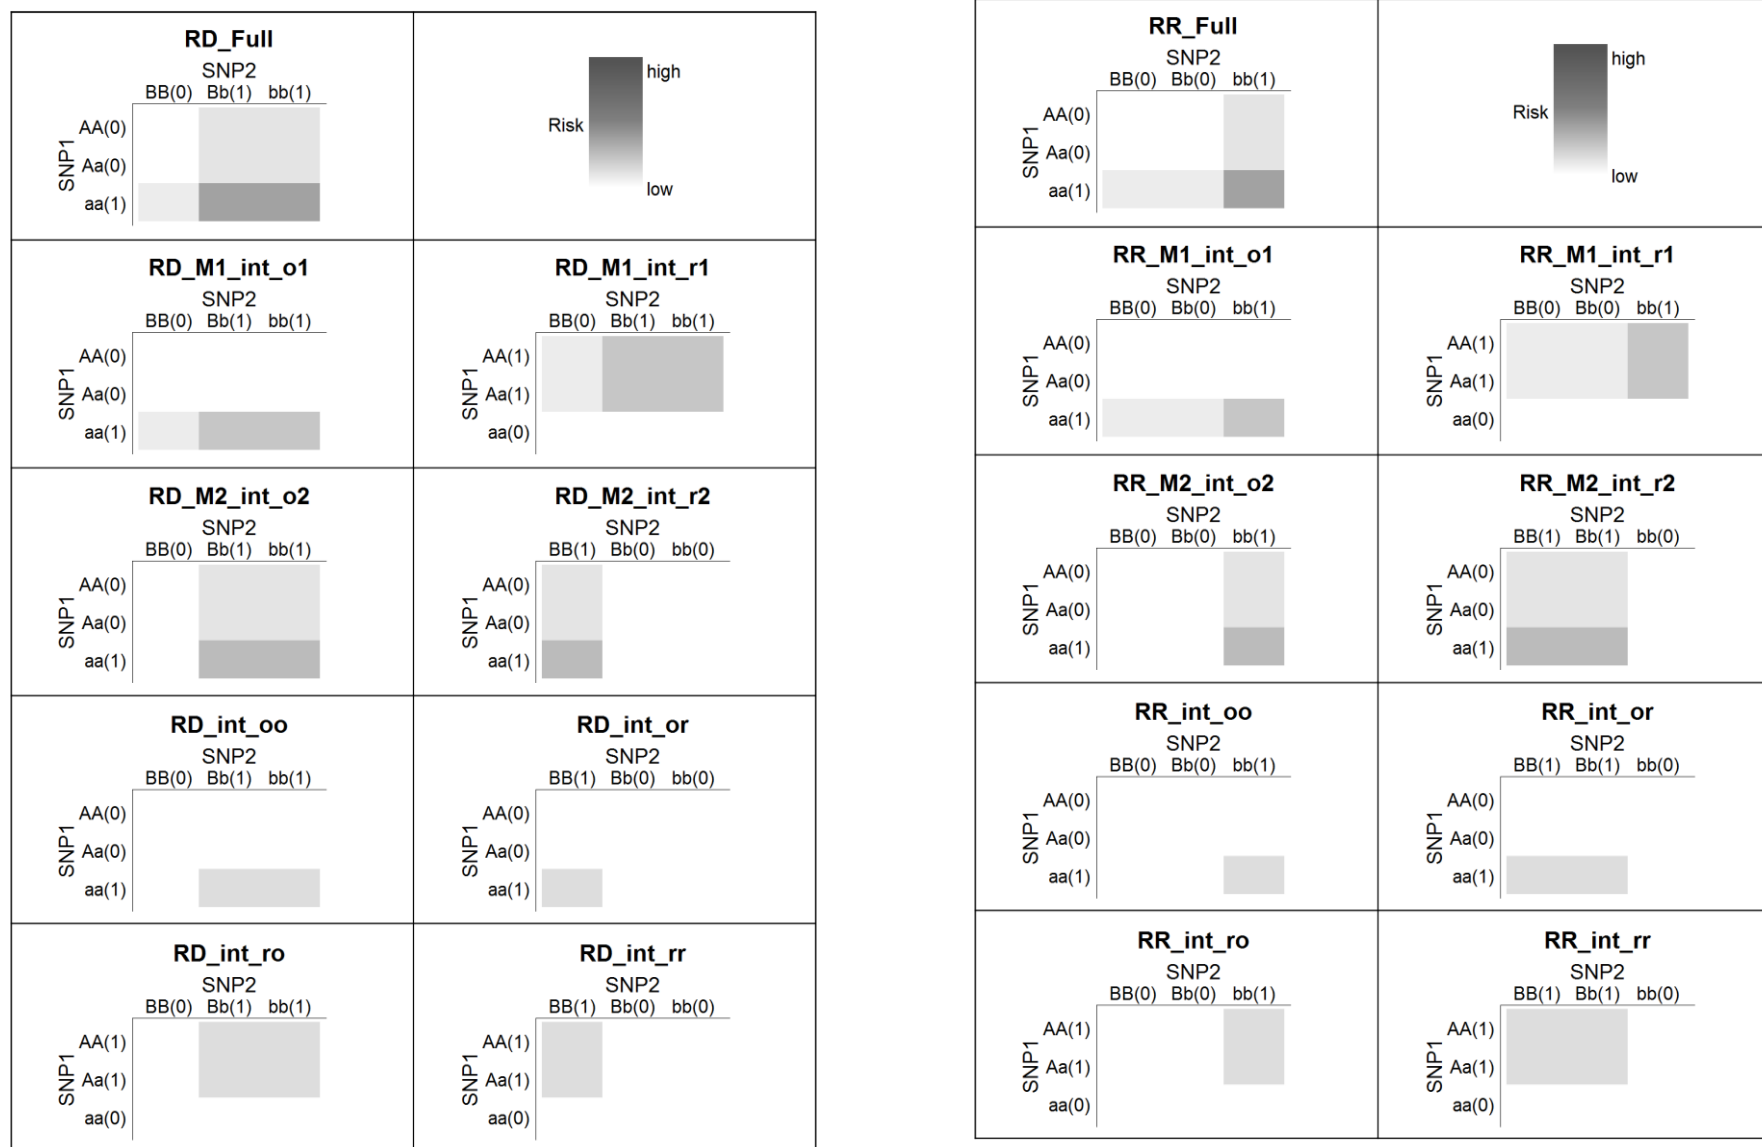 RD_Full
SNP2
BB(0) Bb(1) bb(1)
SNP1
AA(0)
Aa(0)
aa(1)
Risk
high
low
RD_M1_int_o1
SNP2
BB(0) Bb(1) bb(1)
SNP1
AA(0)
Aa(0)
aa(1)
RD_M1_int_r1
SNP2
BB(0) Bb(1) bb(1)
SNP1
AA(1)
Aa(1)
aa(0)
RD_M2_int_o2
SNP2
BB(0) Bb(1) bb(1)
SNP1
AA(0)
Aa(0)
aa(1)
RD_M2_int_r2
SNP2
BB(1) Bb(0) bb(0)
SNP1
AA(0)
Aa(0)
aa(1)
RD_int_oo
SNP2
BB(0) Bb(1) bb(1)
SNP1
AA(0)
Aa(0)
aa(1)
RD_int_or
SNP2
BB(1) Bb(0) bb(0)
SNP1
AA(0)
Aa(0)
aa(1)
RD_int_ro
SNP2
BB(0) Bb(1) bb(1)
SNP1
AA(1)
Aa(1)
aa(0)
RD_int_rr
SNP2
BB(1) Bb(0) bb(0)
SNP1
AA(1)
Aa(1)
aa(0)
RR_Full
SNP2
BB(0) Bb(0) bb(1)
SNP1
AA(0)
Aa(0)
aa(1)
Risk
high
low
RR_M1_int_o1
SNP2
BB(0) Bb(0) bb(1)
SNP1
AA(0)
Aa(0)
aa(1)
RR_M1_int_r1
SNP2
BB(0) Bb(0) bb(1)
SNP1
AA(1)
Aa(1)
aa(0)
RR_M2_int_o2
SNP2
BB(0) Bb(0) bb(1)
SNP1
AA(0)
Aa(0)
aa(1)
RR_M2_int_r2
SNP2
BB(1) Bb(1) bb(0)
SNP1
AA(0)
Aa(0)
aa(1)
RR_int_oo
SNP2
BB(0) Bb(0) bb(1)
SNP1
AA(0)
Aa(0)
aa(1)
RR_int_or
SNP2
BB(1) Bb(1) bb(0)
SNP1
AA(0)
Aa(0)
aa(1)
RR_int_ro
SNP2
BB(0) Bb(0) bb(1)
SNP1
AA(1)
Aa(1)
aa(0)
RR_int_rr
SNP2
BB(1) Bb(1) bb(0)
SNP1
AA(1)
Aa(1)
aa(0)